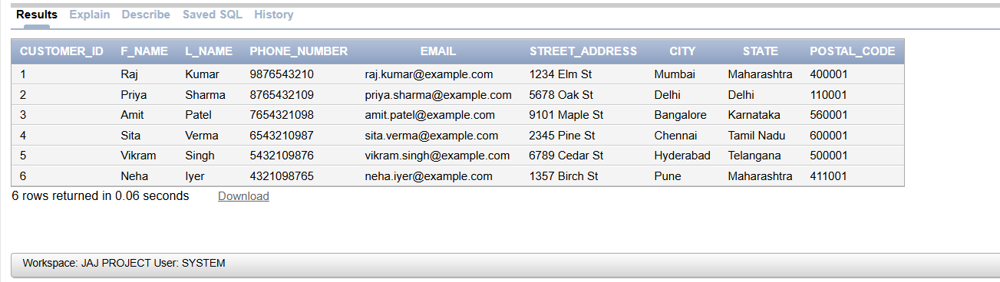 Results Explain Describe Saved SQL History
CUSTOMER_ID F_NAME L_NAME PHONE_NUMBER EMAIL STREET_ADDRESS CITY STATE POSTAL_CODE
1 Raj Kumar 9876543210 raj.kumar@example.com 1234 Elm St Mumbai Maharashtra 400001
2 Priya Sharma 8765432109 priya.sharma@example.com 5678 Oak St Delhi Delhi 110001
3 Amit Patel 7654321098 amit.patel@example.com 9101 Maple St Bangalore Karnataka 560001
4 Sita Verma 6543210987 sita.verma@example.com 2345 Pine St Chennai Tamil Nadu 600001
5 Vikram Singh 5432109876 vikram.singh@example.com 6789 Cedar St Hyderabad Telangana 500001
6 Neha Iyer 4321098765 neha.iyer@example.com 1357 Birch St Pune Maharashtra 411001
6 rows returned in 0.06 seconds Download
Workspace: JAJ PROJECT User: SYSTEM